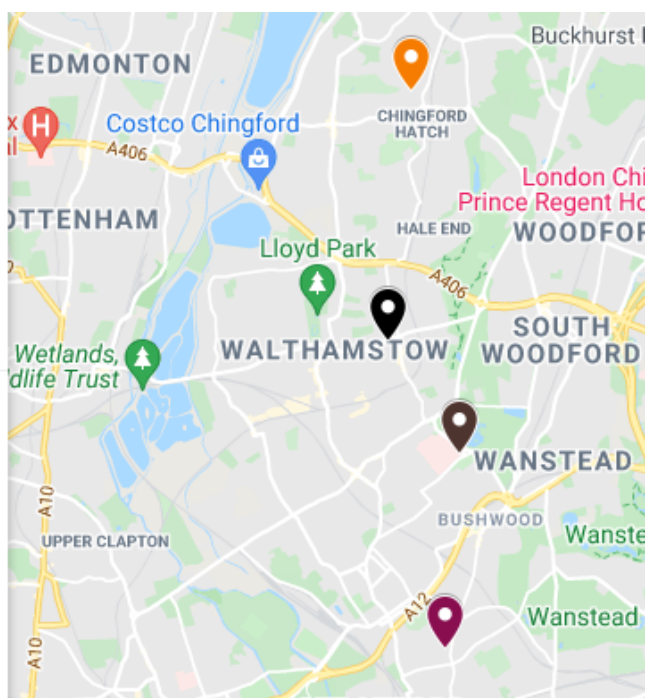 Buckhurst
EDMONTON
CHINGFORD
HATCH
Costco Chingford
H
A406
London Chi
Prince Regent Ho
OTTENHAM
HALE END
WOODFOR
Lloyd Park
A406
SOUTH
WOODFORD
WALTHAMSTOW
Wetlands,
dlife Trust
WANSTEAD
A10
BUSHWOOD
UPPER CLAPTON
Wanste
A12
Wanstead
A10